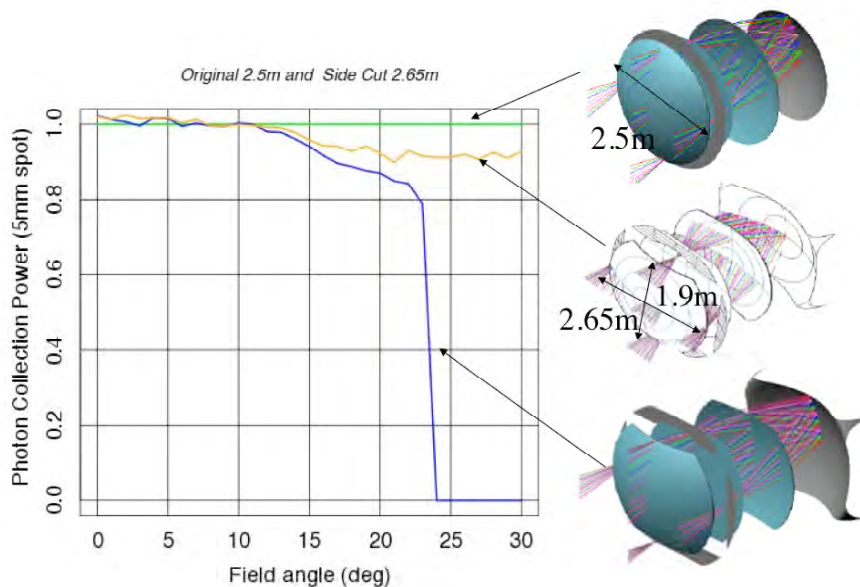 Original 2.5m and Side Cut 2.65m
Photon Collection Power (5mm spot)
1.0
0.8
0.6
0.4
0.2
0.0
0 5 10 15 20 25 30
Field angle (deg)
2.5m
1.9m
2.65m